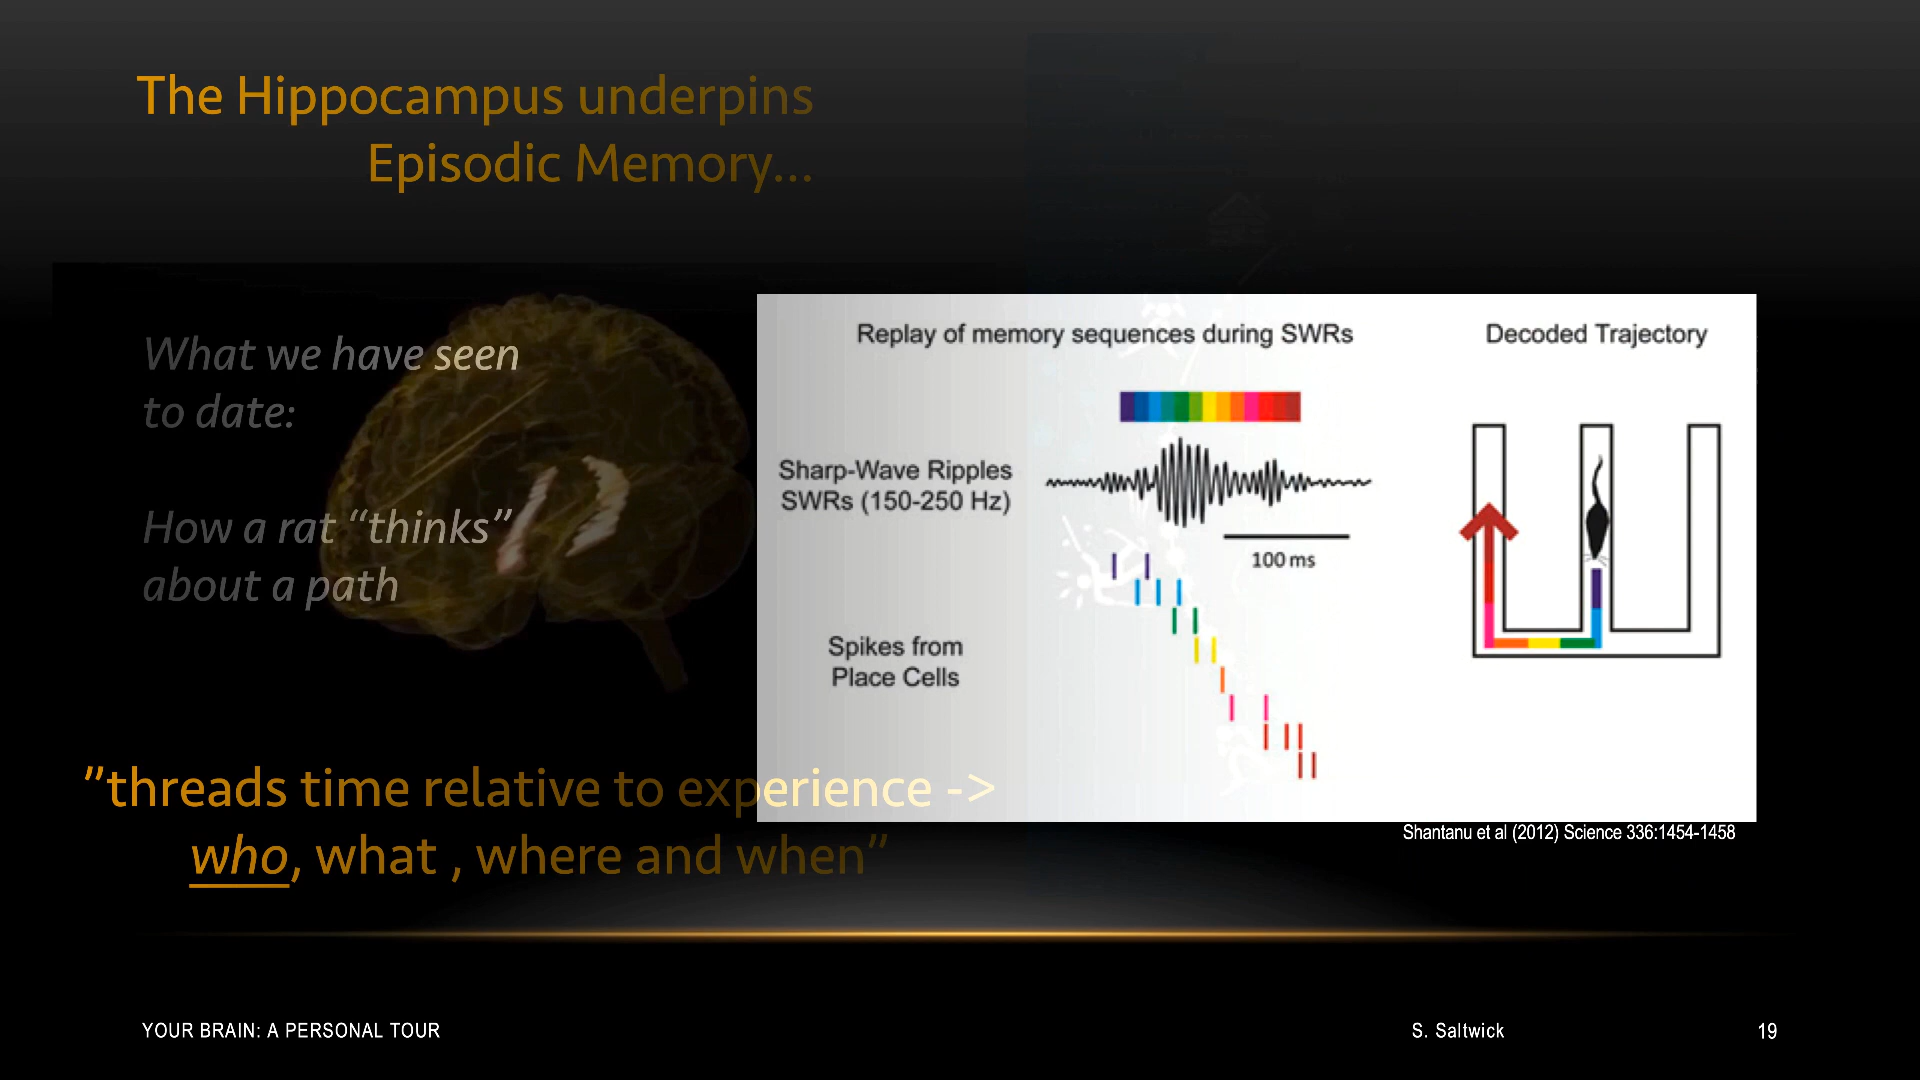 The Hippocampus underpins
Episodic Memory...
What we have seen
to date:
How a rat “thinks”
about a path
Replay of memory sequences during SWRs
Decoded Trajectory
Sharp-Wave Ripples
SWRs (150-250 Hz)
100 ms
Spikes from
Place Cells
”threads time relative to experience ->
who, what , where and when”
Shantanu et al (2012) Science 336:1454-1458
YOUR BRAIN: A PERSONAL TOUR
S. Saltwick
19